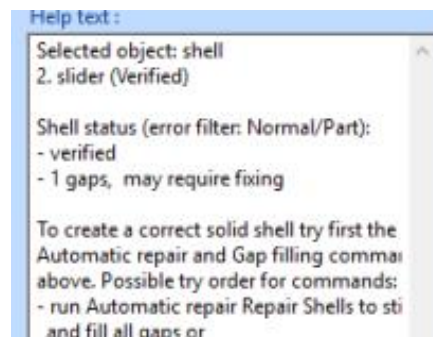 Help text :
Selected object: shell
2. slider (Verified)
Shell status (error filter: Normal/Part):
- verified
- 1 gaps, may require fixing
To create a correct solid shell try first the
Automatic repair and Gap filling comma
above. Possible try order for commands:
- run Automatic repair Repair Shells to sti
and fill all gaps or